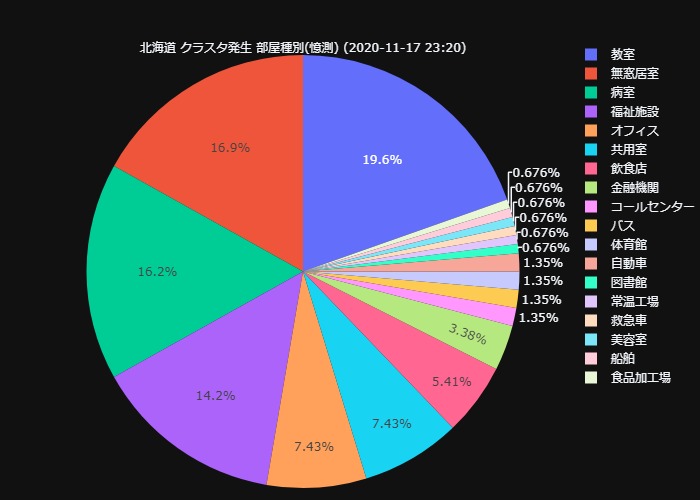 北海道 クラスタ発生 部屋種別(憶測) (2020-11-17 23:20)
19.6%
16.9%
16.2%
14.2%
7.43%
7.43%
5.41%
3.38%
1.35%
1.35%
1.35%
1.35%
0.676%
0.676%
0.676%
0.676%
0.676%
0.676%
教室
無窓居室
病室
福祉施設
オフィス
共用室
飲食店
金融機関
コールセンター
バス
体育館
自動車
図書館
常温工場
救急車
美容室
船舶
食品加工場